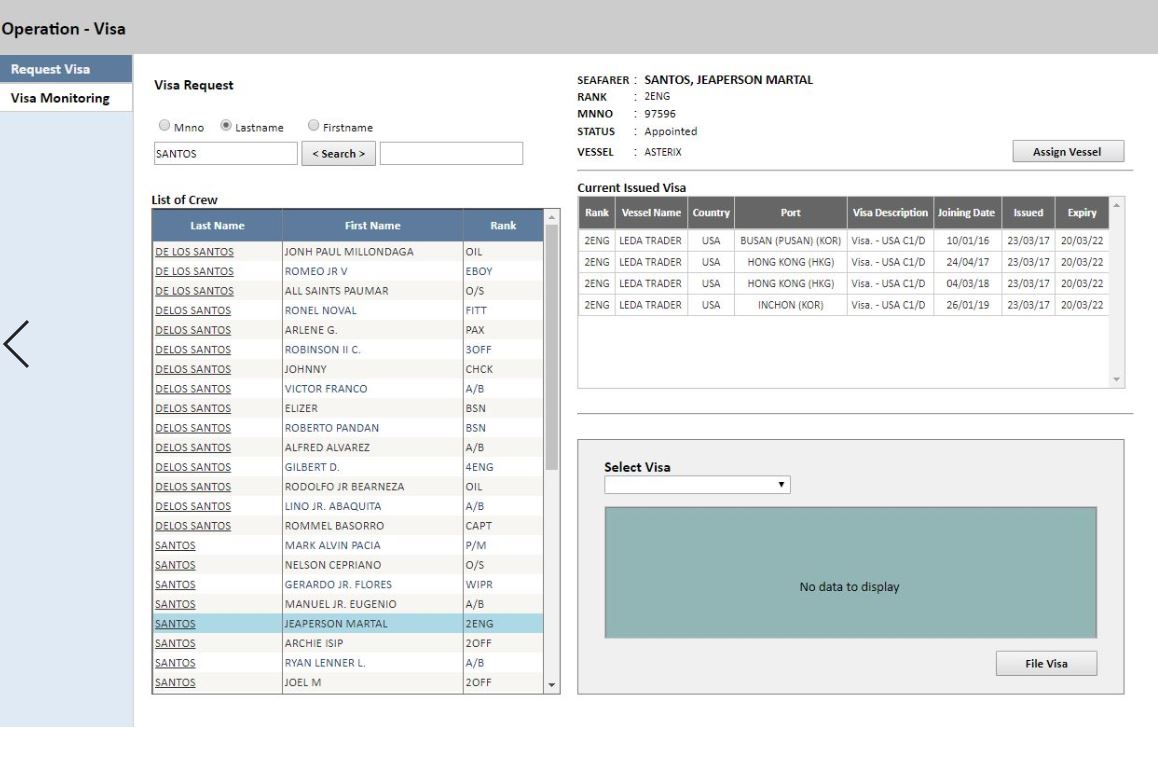 Operation - Visa
Request Visa
Visa Monitoring
Visa Request
Mnno Lastname Firstname
SANTOS < Search >
List of Crew
Last Name First Name Rank
DE LOS SANTOS JONH PAUL MILLONDAGA OIL
DE LOS SANTOS ROMEO JR V EBOY
DE LOS SANTOS ALL SAINTS PAUMAR O/S
DELOS SANTOS RONEL NOVAL FITT
DELOS SANTOS ARLENE G. PAX
DELOS SANTOS ROBINSON II C. 3OFF
DELOS SANTOS JOHNNY CHCK
DELOS SANTOS VICTOR FRANCO A/B
DELOS SANTOS ELIZER BSN
DELOS SANTOS ROBERTO PANDAN BSN
DELOS SANTOS ALFRED ALVAREZ A/B
DELOS SANTOS GILBERT D. 4ENG
DELOS SANTOS RODOLFO JR BEARNEZA OIL
DELOS SANTOS LINO JR. ABAQUITA A/B
DELOS SANTOS ROMMEL BASORRO CAPT
SANTOS MARK ALVIN PACIA P/M
SANTOS NELSON CEPRIANO O/S
SANTOS GERARDO JR. FLORES WIPR
SANTOS MANUEL JR. EUGENIO A/B
SANTOS JEAPERSON MARTAL 2ENG
SANTOS ARCHIE ISIP 2OFF
SANTOS RYAN LENNER L. A/B
SANTOS JOEL M 2OFF
SEAFARER : SANTOS, JEAPERSON MARTAL
RANK : 2ENG
MNNO : 97596
STATUS : Appointed
VESSEL : ASTERIX
Assign Vessel
Current Issued Visa
Rank Vessel Name Country Port Visa Description Joining Date Issued Expiry
2ENG LEDA TRADER USA BUSAN (PUSAN) (KOR) Visa. - USA C1/D 10/01/16 23/03/17 20/03/22
2ENG LEDA TRADER USA HONG KONG (HKG) Visa. - USA C1/D 24/04/17 23/03/17 20/03/22
2ENG LEDA TRADER USA HONG KONG (HKG) Visa. - USA C1/D 04/03/18 23/03/17 20/03/22
2ENG LEDA TRADER USA INCHON (KOR) Visa. - USA C1/D 26/01/19 23/03/17 20/03/22
Select Visa
No data to display
File Visa